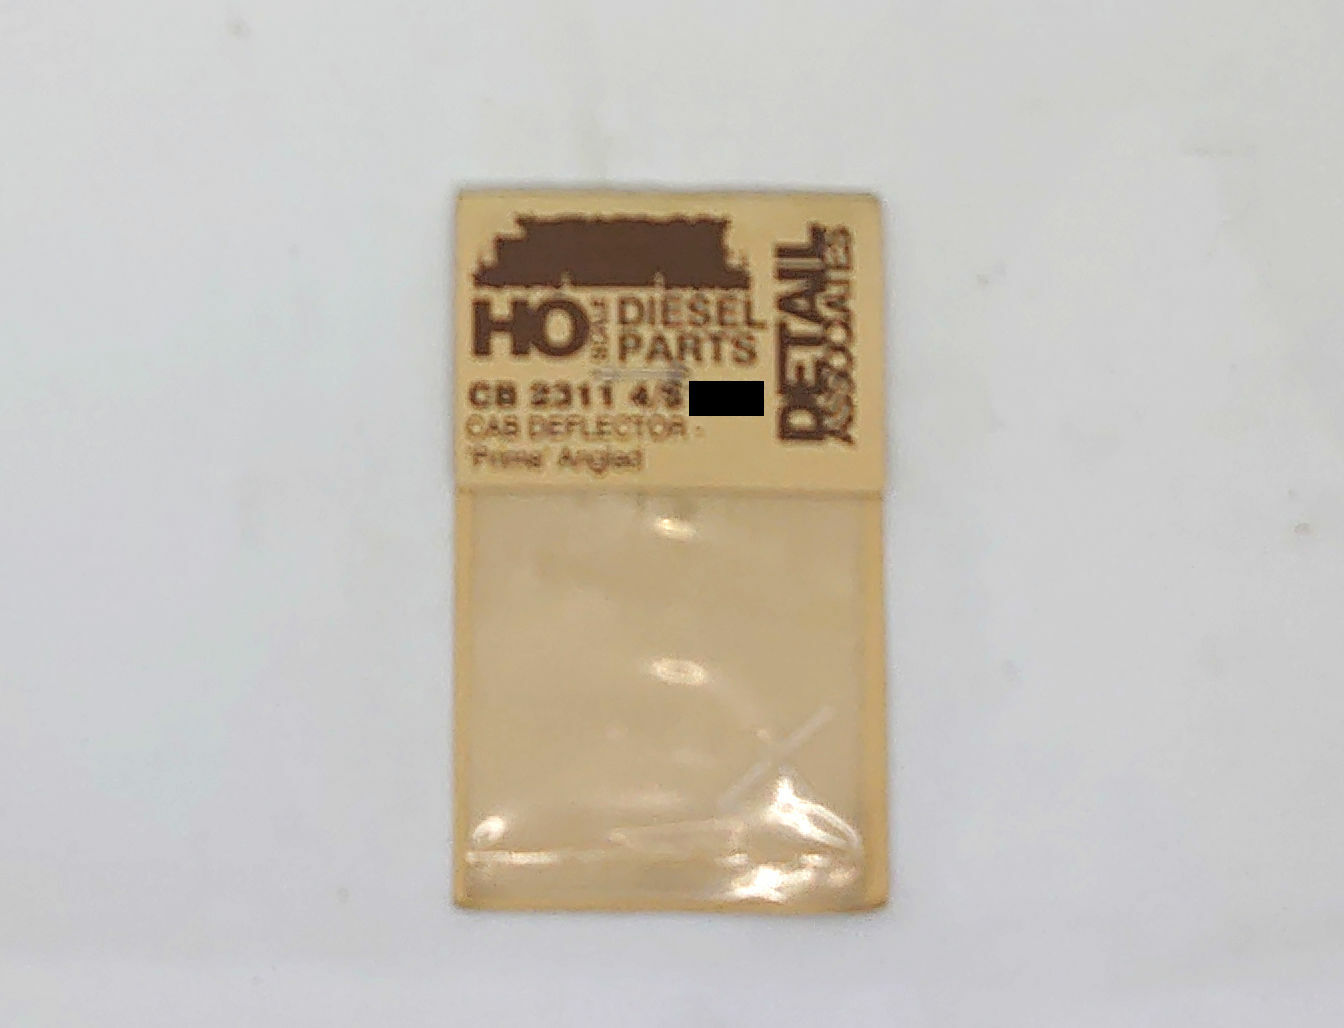 HO SCALE DIESEL
PARTS
CB 2311 4/$
CAB DEFLECTOR -
'Prime' Angled
DETAIL
ASSOCIATES